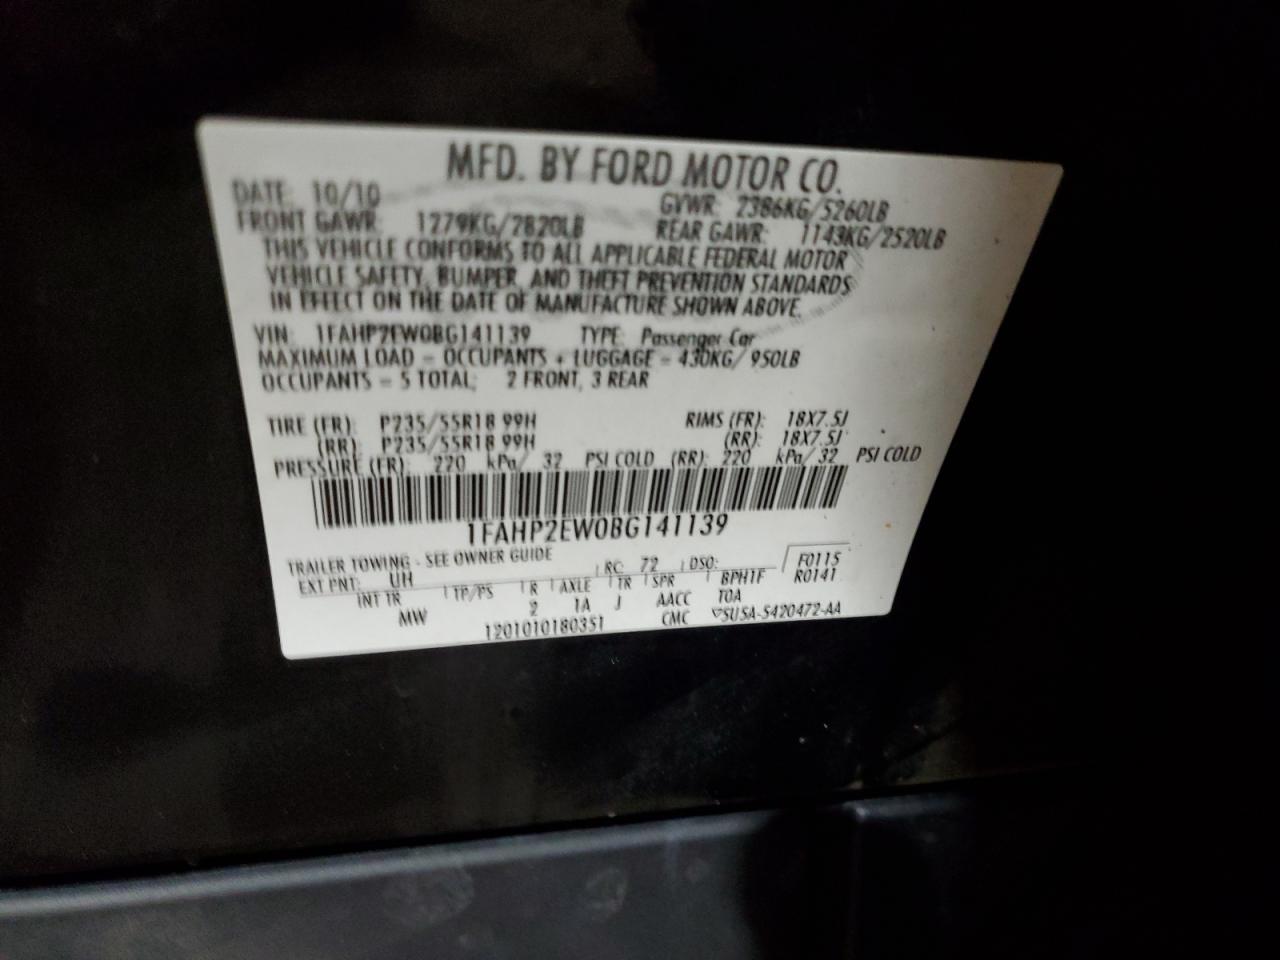 MFD. BY FORD MOTOR CO.
DATE: 10/10 GVWR: 2386KG/5260LB
FRONT GAWR: 1279KG/2820LB REAR GAWR: 1143KG/2520LB
THIS VEHICLE CONFORMS TO ALL APPLICABLE FEDERAL MOTOR
VEHICLE SAFETY, BUMPER, AND THEFT PREVENTION STANDARDS
IN EFFECT ON THE DATE OF MANUFACTURE SHOWN ABOVE.
VIN: 1FAHP2EW0BG141139 TYPE: Passenger Car
MAXIMUM LOAD = OCCUPANTS + LUGGAGE = 430KG/ 950LB
OCCUPANTS = 5 TOTAL; 2 FRONT, 3 REAR
TIRE (FR): P235/55R18 99H RIMS (FR): 18X7.5J
(RR): P235/55R18 99H (RR): 18X7.5J
PRESSURE (FR): 220 kPa/ 32 PSI COLD (RR): 220 kPa/ 32 PSI COLD
1FAHP2EW0BG141139
TRAILER TOWING - SEE OWNER GUIDE
EXT PNT: UH RC: 72 DSO: F0115
INT TR TP/PS R AXLE TR SPR BPH1F R0141
MW 2 1A J AACC TOA
1201010180351 CMC ▽5U5A-5420472-AA